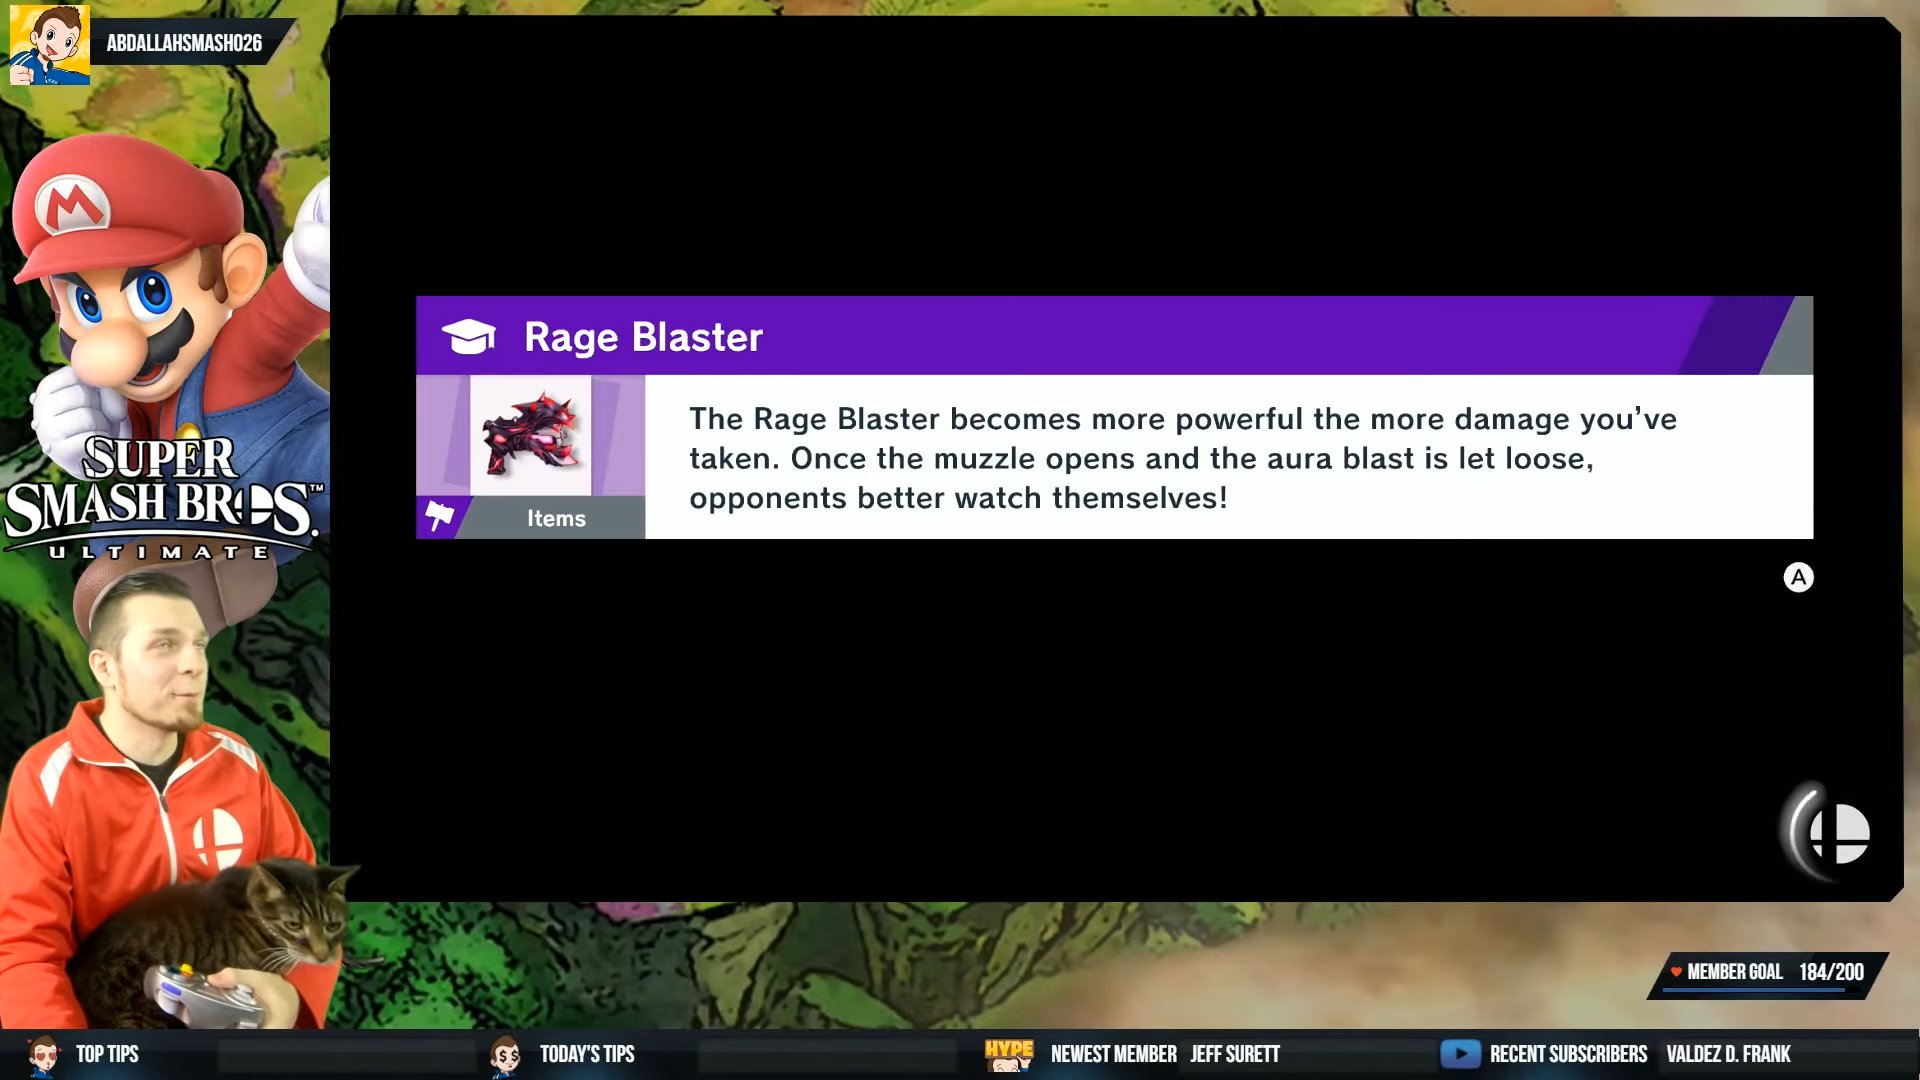 ABDALLAHSMASH026
M
SUPER
SMASH BROS.™
ULTIMATE
Rage Blaster
Items
The Rage Blaster becomes more powerful the more damage you've
taken. Once the muzzle opens and the aura blast is let loose,
opponents better watch themselves!
A
MEMBER GOAL 184/200
TOP TIPS
TODAY'S TIPS
HYPE
NEWEST MEMBER JEFF SURETT
RECENT SUBSCRIBERS VALDEZ D. FRANK